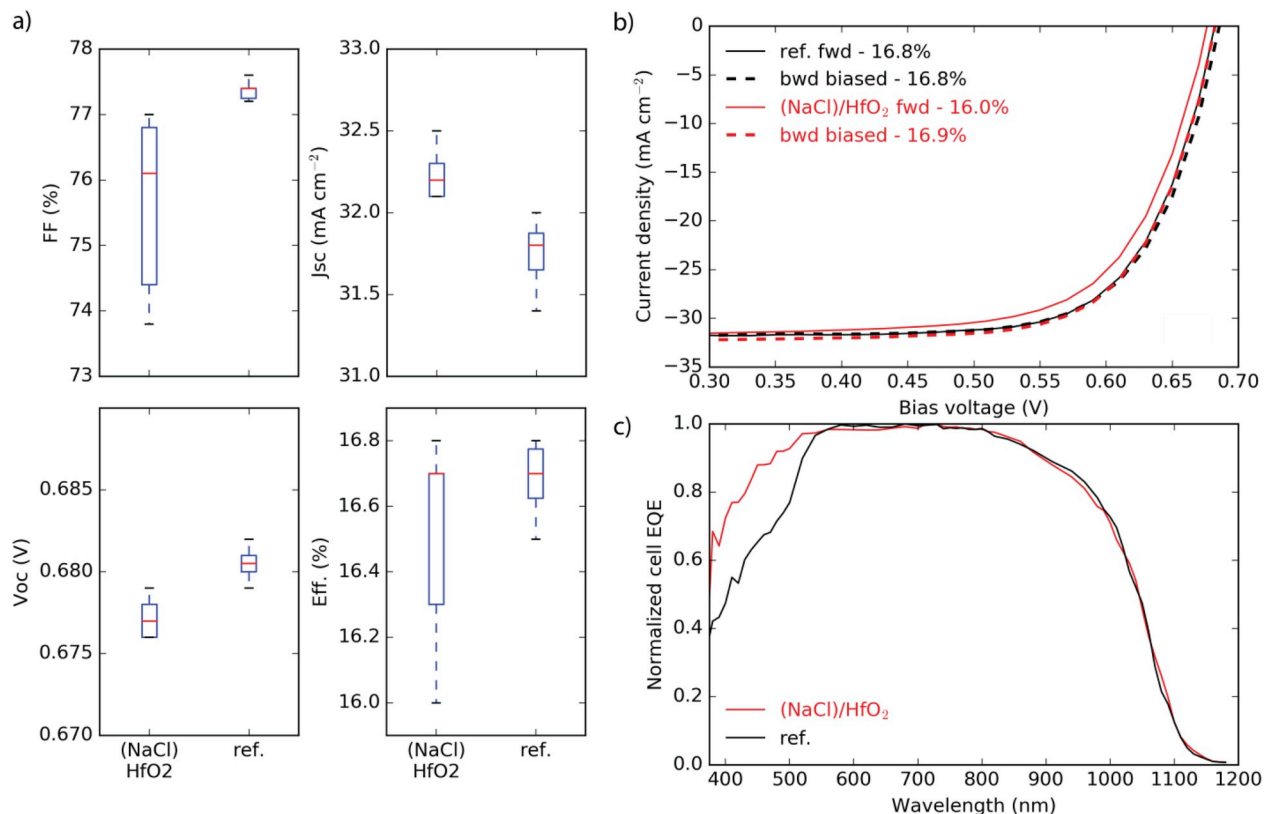 a)
78
77
76
75
74
73
FF (%)
33.0
32.5
32.0
31.5
31.0
Jsc (mA cm−2)
0.685
0.680
0.675
0.670
Voc (V)
(NaCl)
HfO2
ref.
16.8
16.6
16.4
16.2
16.0
Eff. (%)
(NaCl)
HfO2
ref.
b)
0
−5
−10
−15
−20
−25
−30
−35
Current density (mA cm−2)
ref. fwd - 16.8%
bwd biased - 16.8%
(NaCl)/HfO2 fwd - 16.0%
bwd biased - 16.9%
0.30 0.35 0.40 0.45 0.50 0.55 0.60 0.65 0.70
Bias voltage (V)
c)
1.0
0.8
0.6
0.4
0.2
0.0
Normalized cell EQE
(NaCl)/HfO2
ref.
400 500 600 700 800 900 1000 1100 1200
Wavelength (nm)